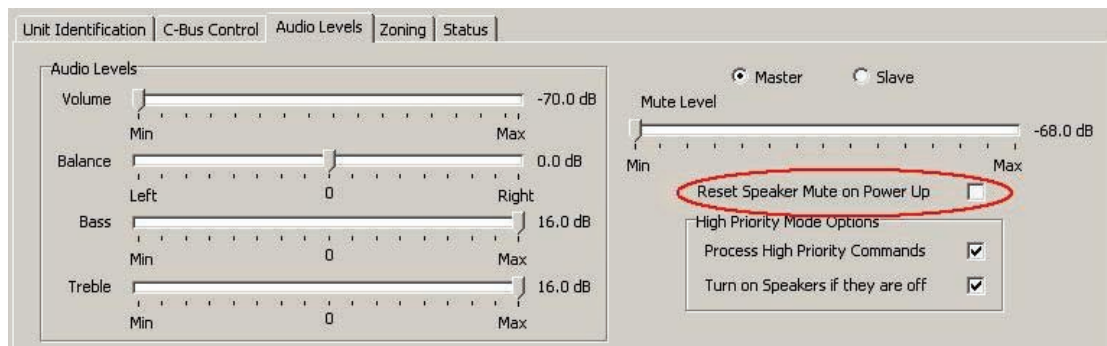 Unit Identification C-Bus Control Audio Levels Zoning Status
Audio Levels
Volume -70.0 dB
Min Max
Balance 0.0 dB
Left 0 Right
Bass 16.0 dB
Min 0 Max
Treble 16.0 dB
Min 0 Max
Master Slave
Mute Level
-68.0 dB
Min Max
Reset Speaker Mute on Power Up
High Priority Mode Options
Process High Priority Commands
Turn on Speakers if they are off